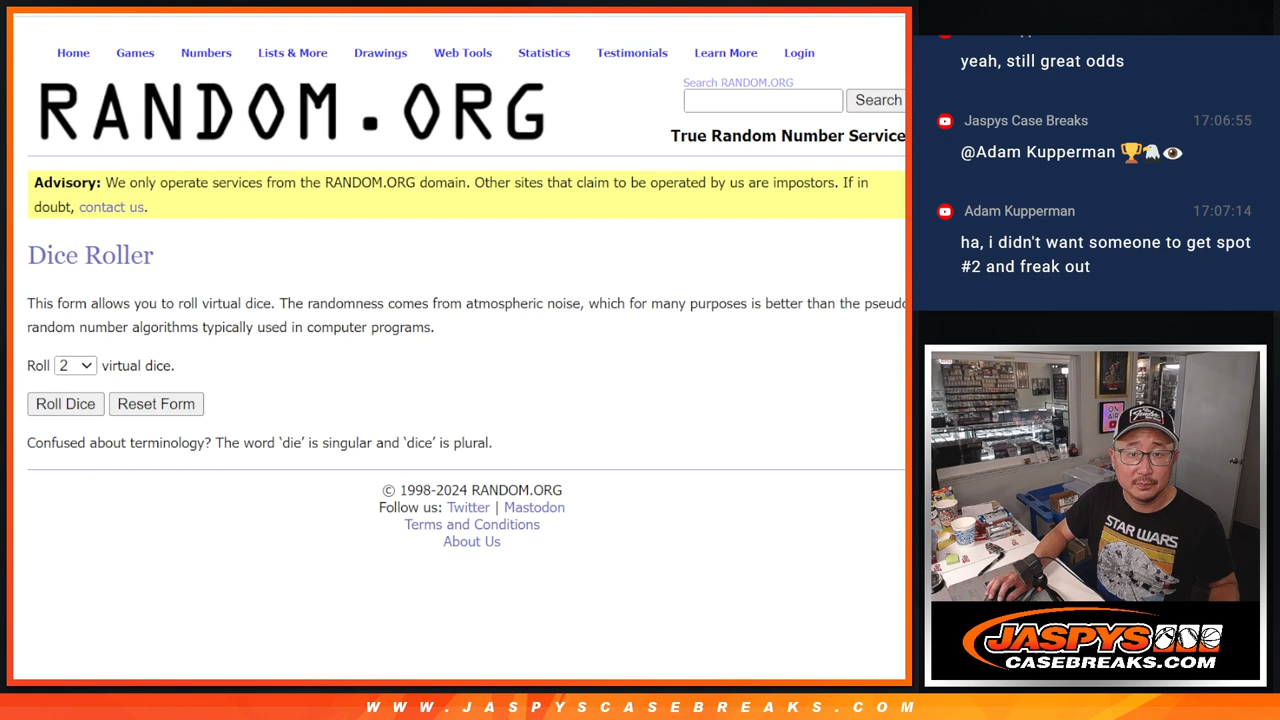 Home Games Numbers Lists & More Drawings Web Tools Statistics Testimonials Learn More Login
RANDOM.ORG
Search RANDOM.ORG
Search
True Random Number Service
Advisory: We only operate services from the RANDOM.ORG domain. Other sites that claim to be operated by us are impostors. If in
doubt, contact us.
Dice Roller
This form allows you to roll virtual dice. The randomness comes from atmospheric noise, which for many purposes is better than the pseudo
random number algorithms typically used in computer programs.
Roll 2 virtual dice.
Roll Dice Reset Form
Confused about terminology? The word 'die' is singular and 'dice' is plural.
© 1998-2024 RANDOM.ORG
Follow us: Twitter | Mastodon
Terms and Conditions
About Us
yeah, still great odds
Jaspys Case Breaks 17:06:55
@Adam Kupperman
Adam Kupperman 17:07:14
ha, i didn't want someone to get spot
#2 and freak out
ON
AIR
STAR WARS
JASPYS
CASEBREAKS.COM
WWW.JASPYSCASEBREAKS.COM